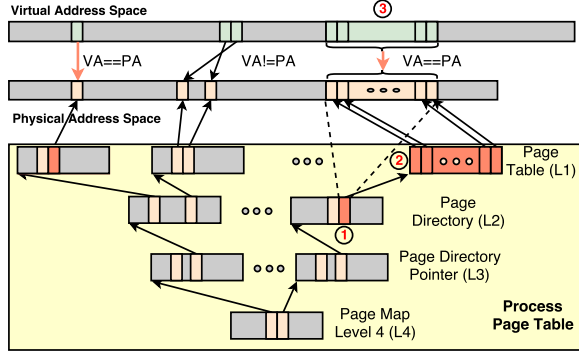 Virtual Address Space
3
VA==PA
VA!=PA
VA==PA
Physical Address Space
2
Page
Table (L1)
Page
Directory (L2)
1
Page Directory
Pointer (L3)
Page Map
Level 4 (L4)
Process
Page Table